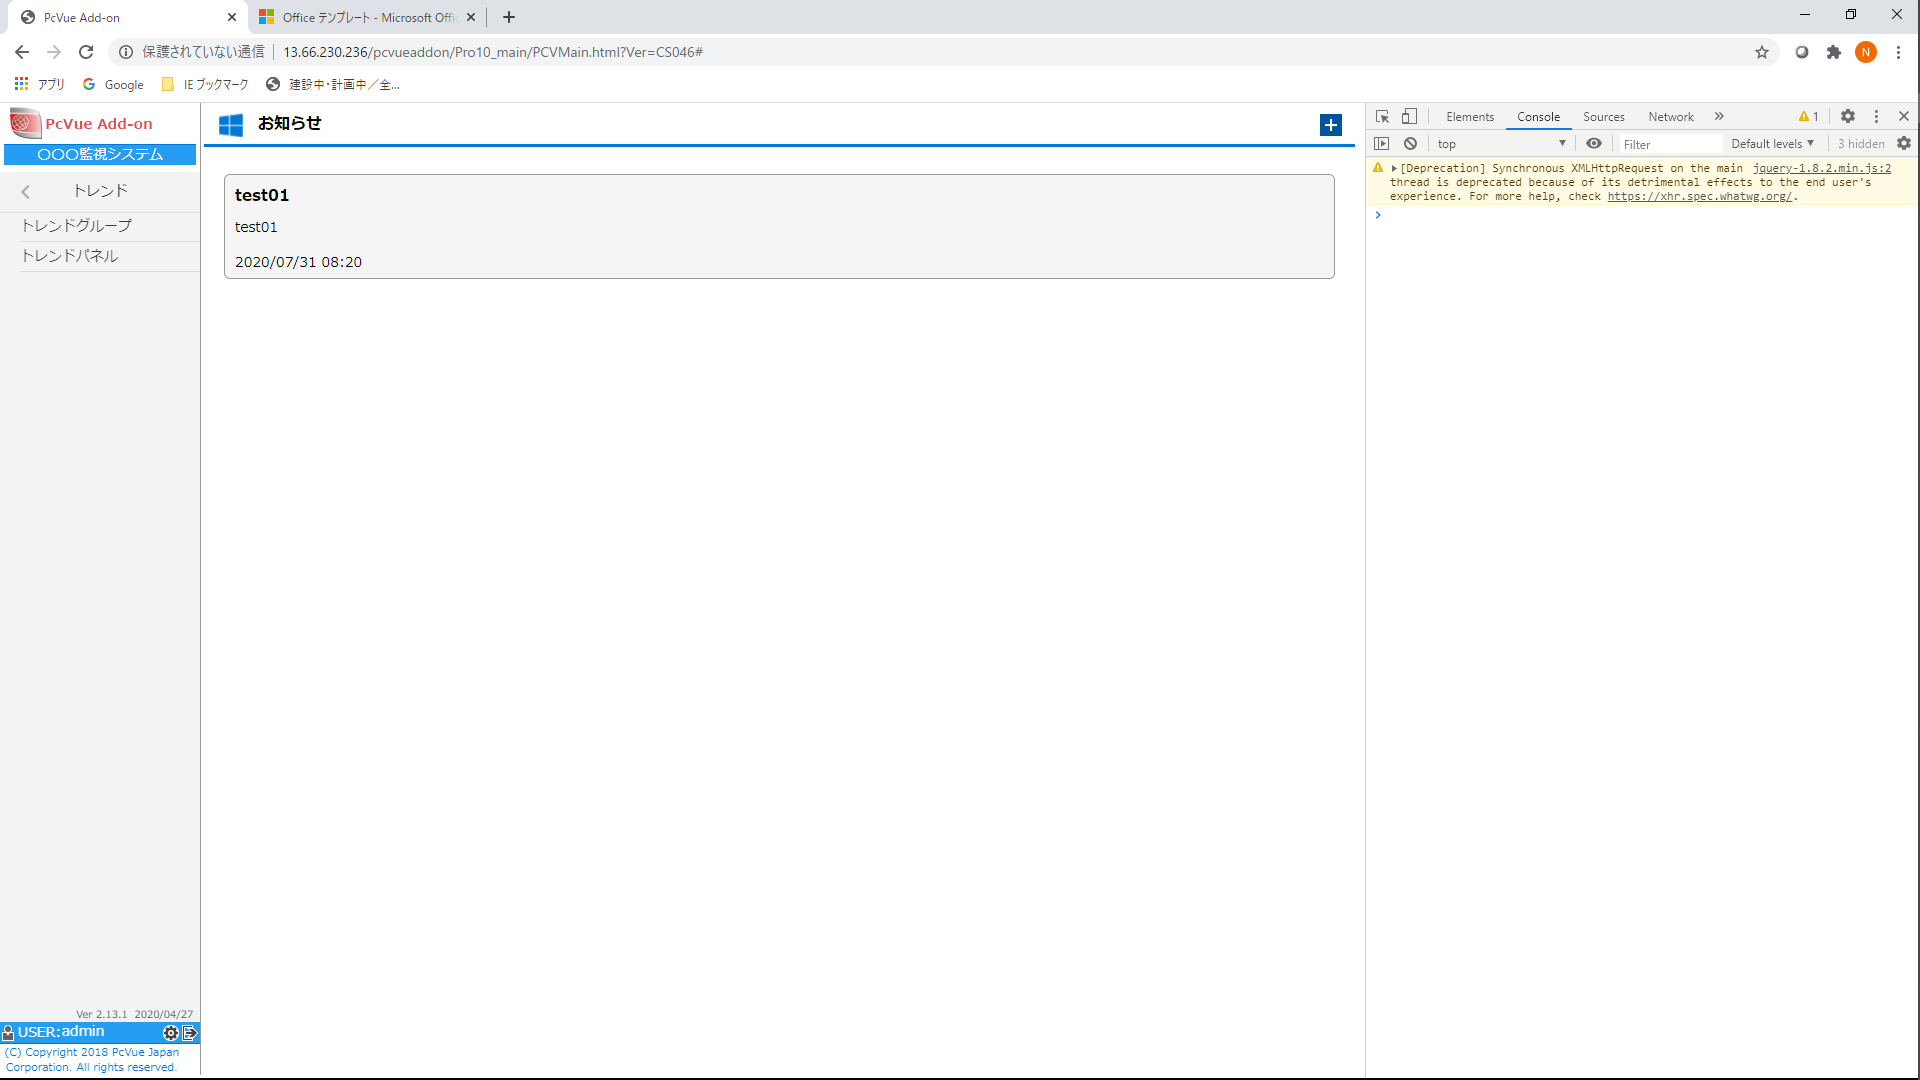 PcVue Add-on
Office テンプレート - Microsoft Offi
保護されていない通信
13.66.230.236/pcvueaddon/Pro10_main/PCVMain.html?Ver=CS046#
N
アプリ
Google
IE ブックマーク
建設中・計画中／全...
PcVue Add-on
〇〇〇監視システム
トレンド
トレンドグループ
トレンドパネル
Ver 2.13.1 2020/04/27
USER:admin
(C) Copyright 2018 PcVue Japan
Corporation. All rights reserved.
お知らせ
test01
test01
2020/07/31 08:20
Elements
Console
Sources
Network
1
top
Filter
Default levels
3 hidden
[Deprecation] Synchronous XMLHttpRequest on the main jquery-1.8.2.min.js:2
thread is deprecated because of its detrimental effects to the end user's
experience. For more help, check https://xhr.spec.whatwg.org/.